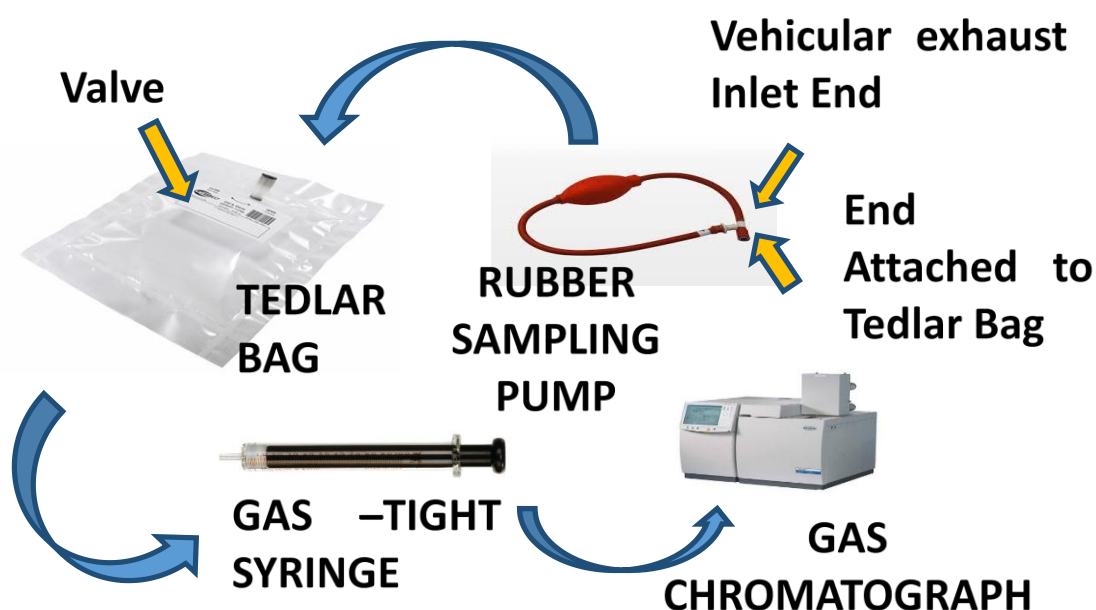 Vehicular exhaust
Inlet End
Valve
End
Attached to
Tedlar Bag
TEDLAR
BAG
RUBBER
SAMPLING
PUMP
GAS –TIGHT
SYRINGE
GAS
CHROMATOGRAPH